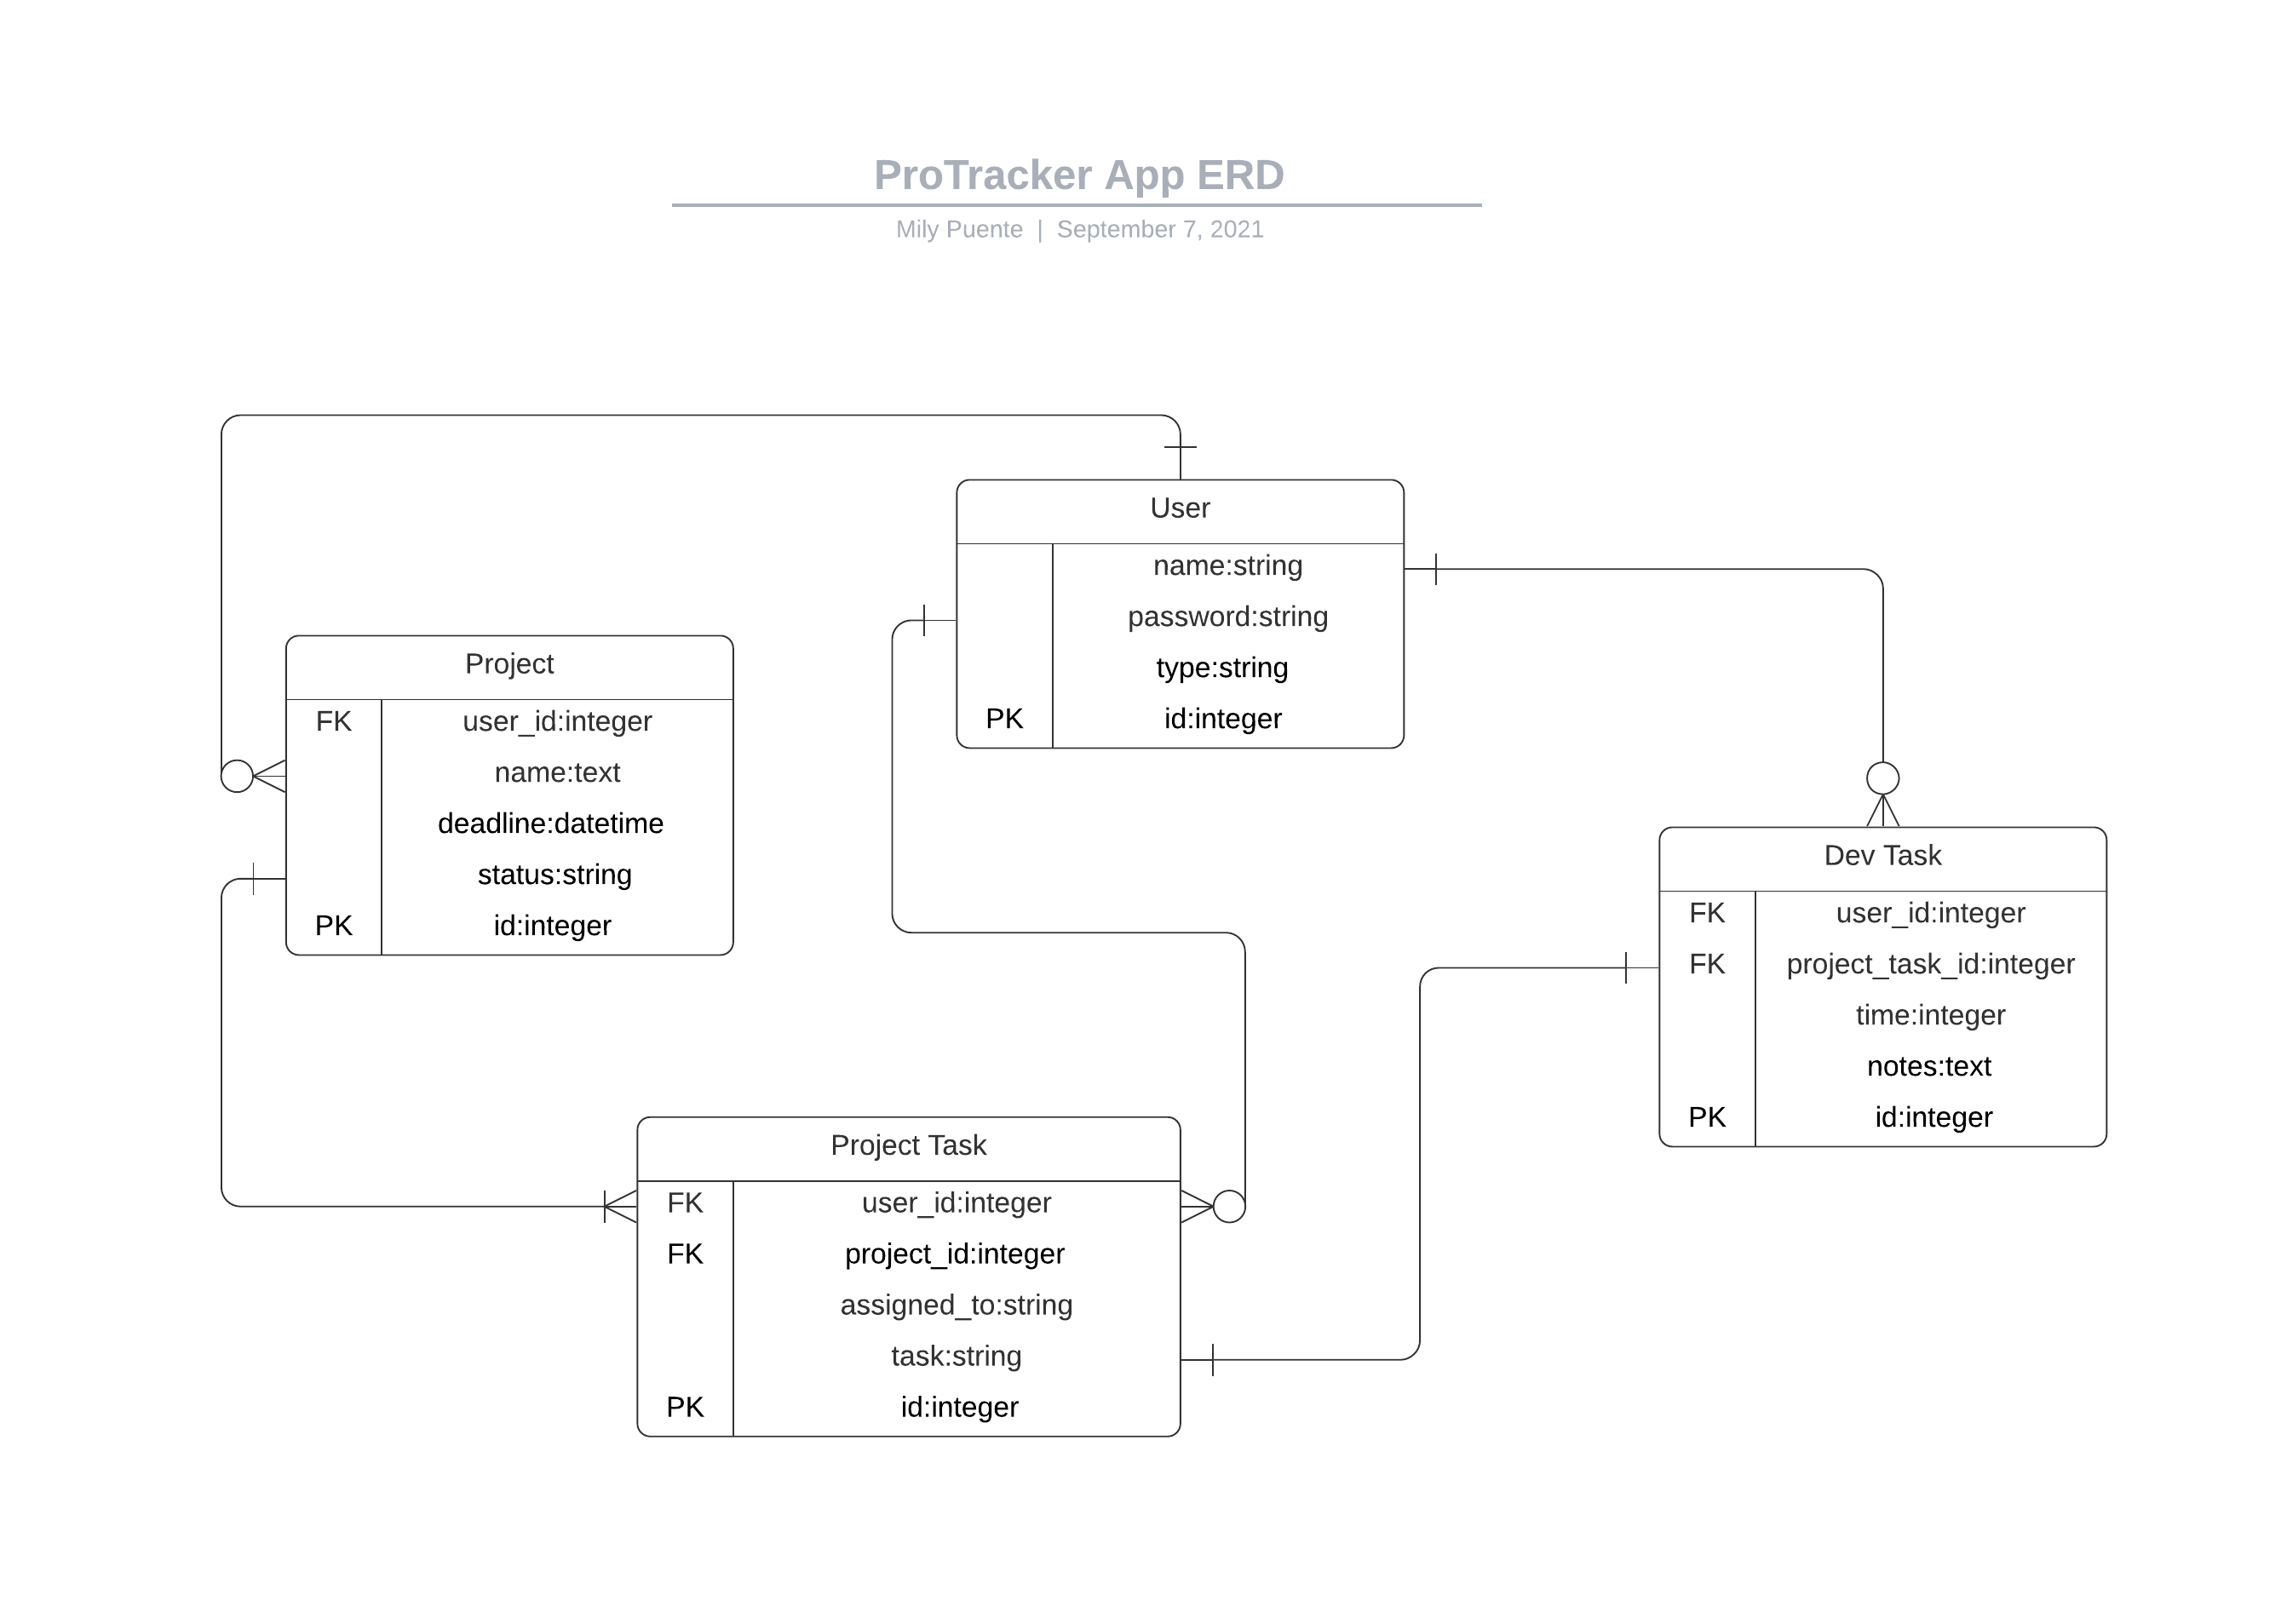 ProTracker App ERD
Mily Puente | September 7, 2021
User
name:string
password:string
type:string
PK id:integer
Project
FK user_id:integer
name:text
deadline:datetime
status:string
PK id:integer
Dev Task
FK user_id:integer
FK project_task_id:integer
time:integer
notes:text
PK id:integer
Project Task
FK user_id:integer
FK project_id:integer
assigned_to:string
task:string
PK id:integer